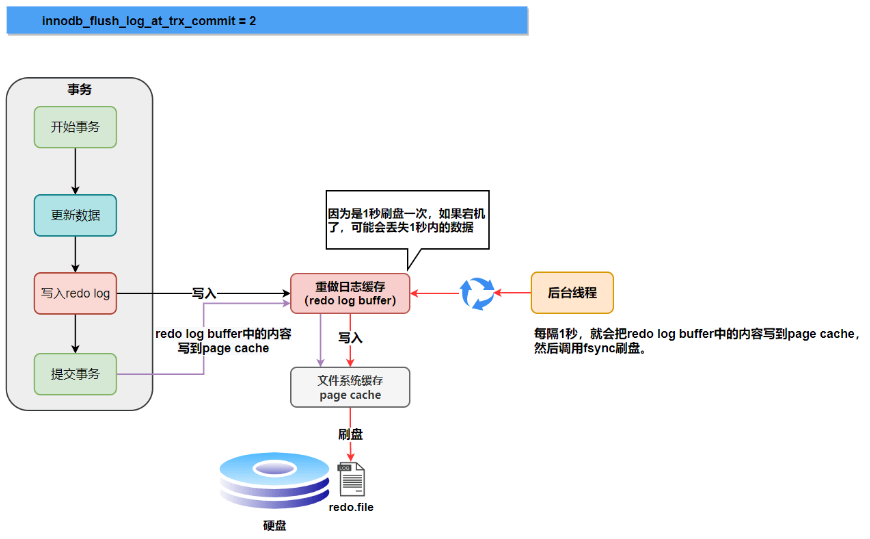 innodb_flush_log_at_trx_commit = 2
事务
开始事务
更新数据
写入redo log
提交事务
写入
redo log buffer中的内容
写到page cache
因为是1秒刷盘一次，如果宕机
了，可能会丢失1秒内的数据
重做日志缓存
（redo log buffer）
写入
文件系统缓存
page cache
刷盘
LOG
redo.file
硬盘
后台线程
每隔1秒，就会把redo log buffer中的内容写到page cache，
然后调用fsync刷盘。